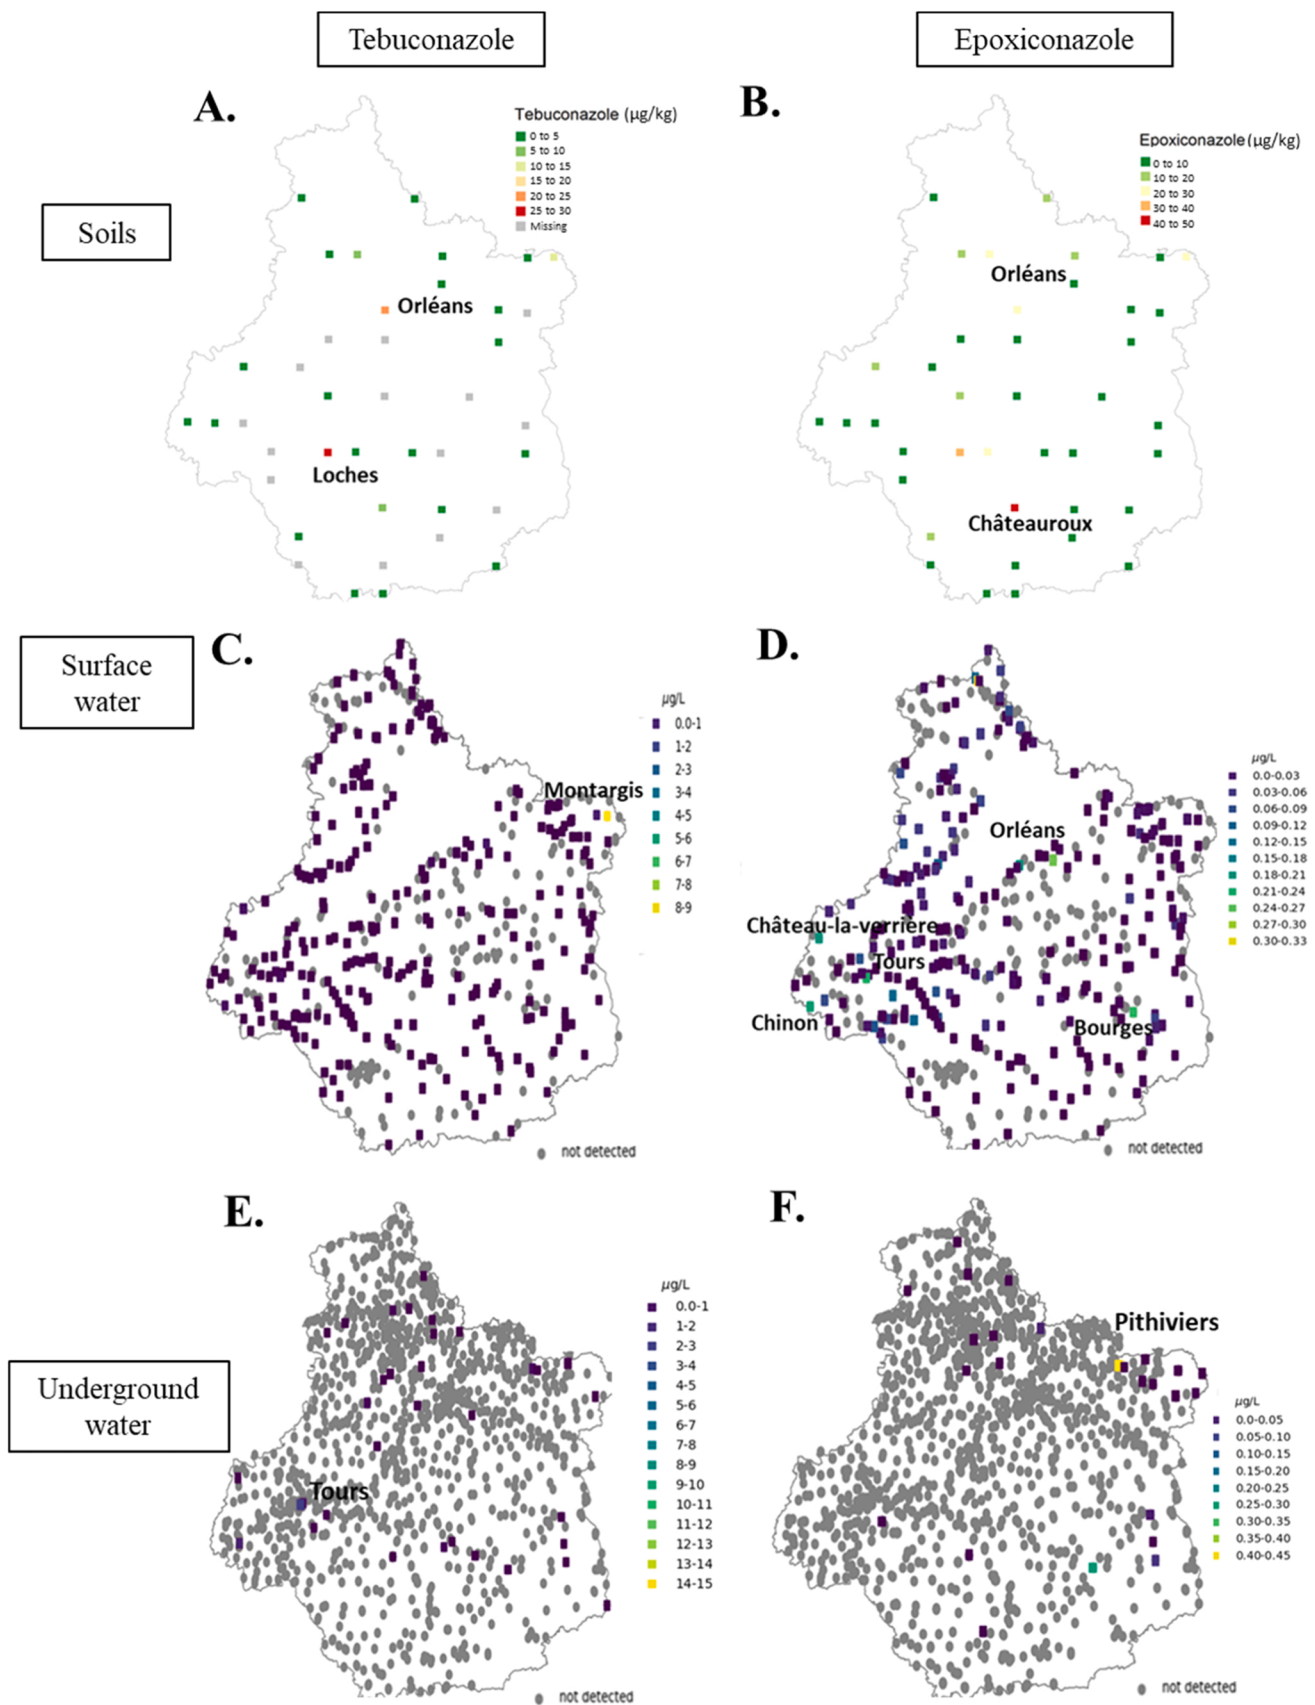 Tebuconazole
Epoxiconazole
A.
Tebuconazole (µg/kg)
0 to 5
5 to 10
10 to 15
15 to 20
20 to 25
25 to 30
Missing
Orléans
Loches
B.
Epoxiconazole(µg/kg)
0 to 10
10 to 20
20 to 30
30 to 40
40 to 50
Orléans
Châteauroux
Soils
Surface
water
C.
µg/L
0.0-1
1-2
2-3
3-4
4-5
5-6
6-7
7-8
8-9
Montargis
not detected
D.
µg/L
0.0-0.03
0.03-0.06
0.06-0.09
0.09-0.12
0.12-0.15
0.15-0.18
0.18-0.21
0.21-0.24
0.24-0.27
0.27-0.30
0.30-0.33
Orléans
Château-la-verrière
Tours
Chinon
Bourges
not detected
Underground
water
E.
µg/L
0.0-1
1-2
2-3
3-4
4-5
5-6
6-7
7-8
8-9
9-10
10-11
11-12
12-13
13-14
14-15
Tours
not detected
F.
Pithiviers
µg/L
0.0-0.05
0.05-0.10
0.10-0.15
0.15-0.20
0.20-0.25
0.25-0.30
0.30-0.35
0.35-0.40
0.40-0.45
not detected